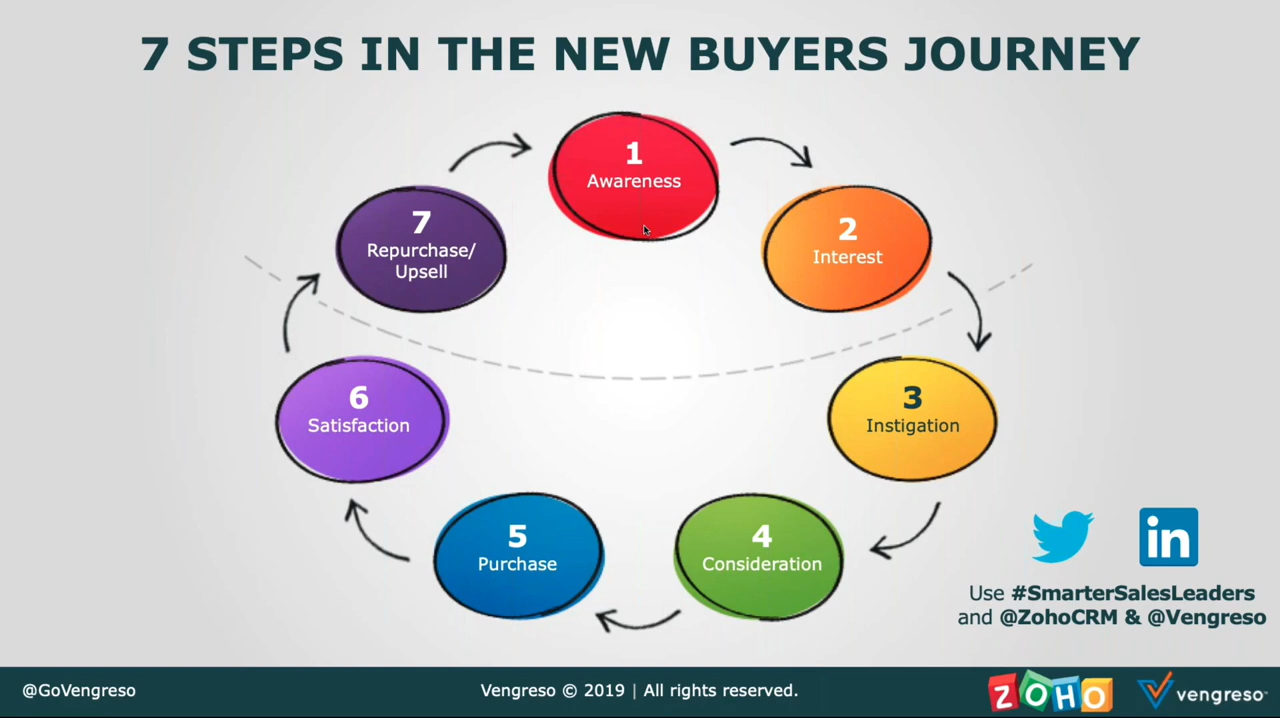 7 STEPS IN THE NEW BUYERS JOURNEY
1
Awareness
2
Interest
3
Instigation
4
Consideration
5
Purchase
6
Satisfaction
7
Repurchase/
Upsell
in
Use #SmarterSalesLeaders
and @ZohoCRM & @Vengreso
@GoVengreso
Vengreso © 2019 | All rights reserved.
ZOHO
vengreso